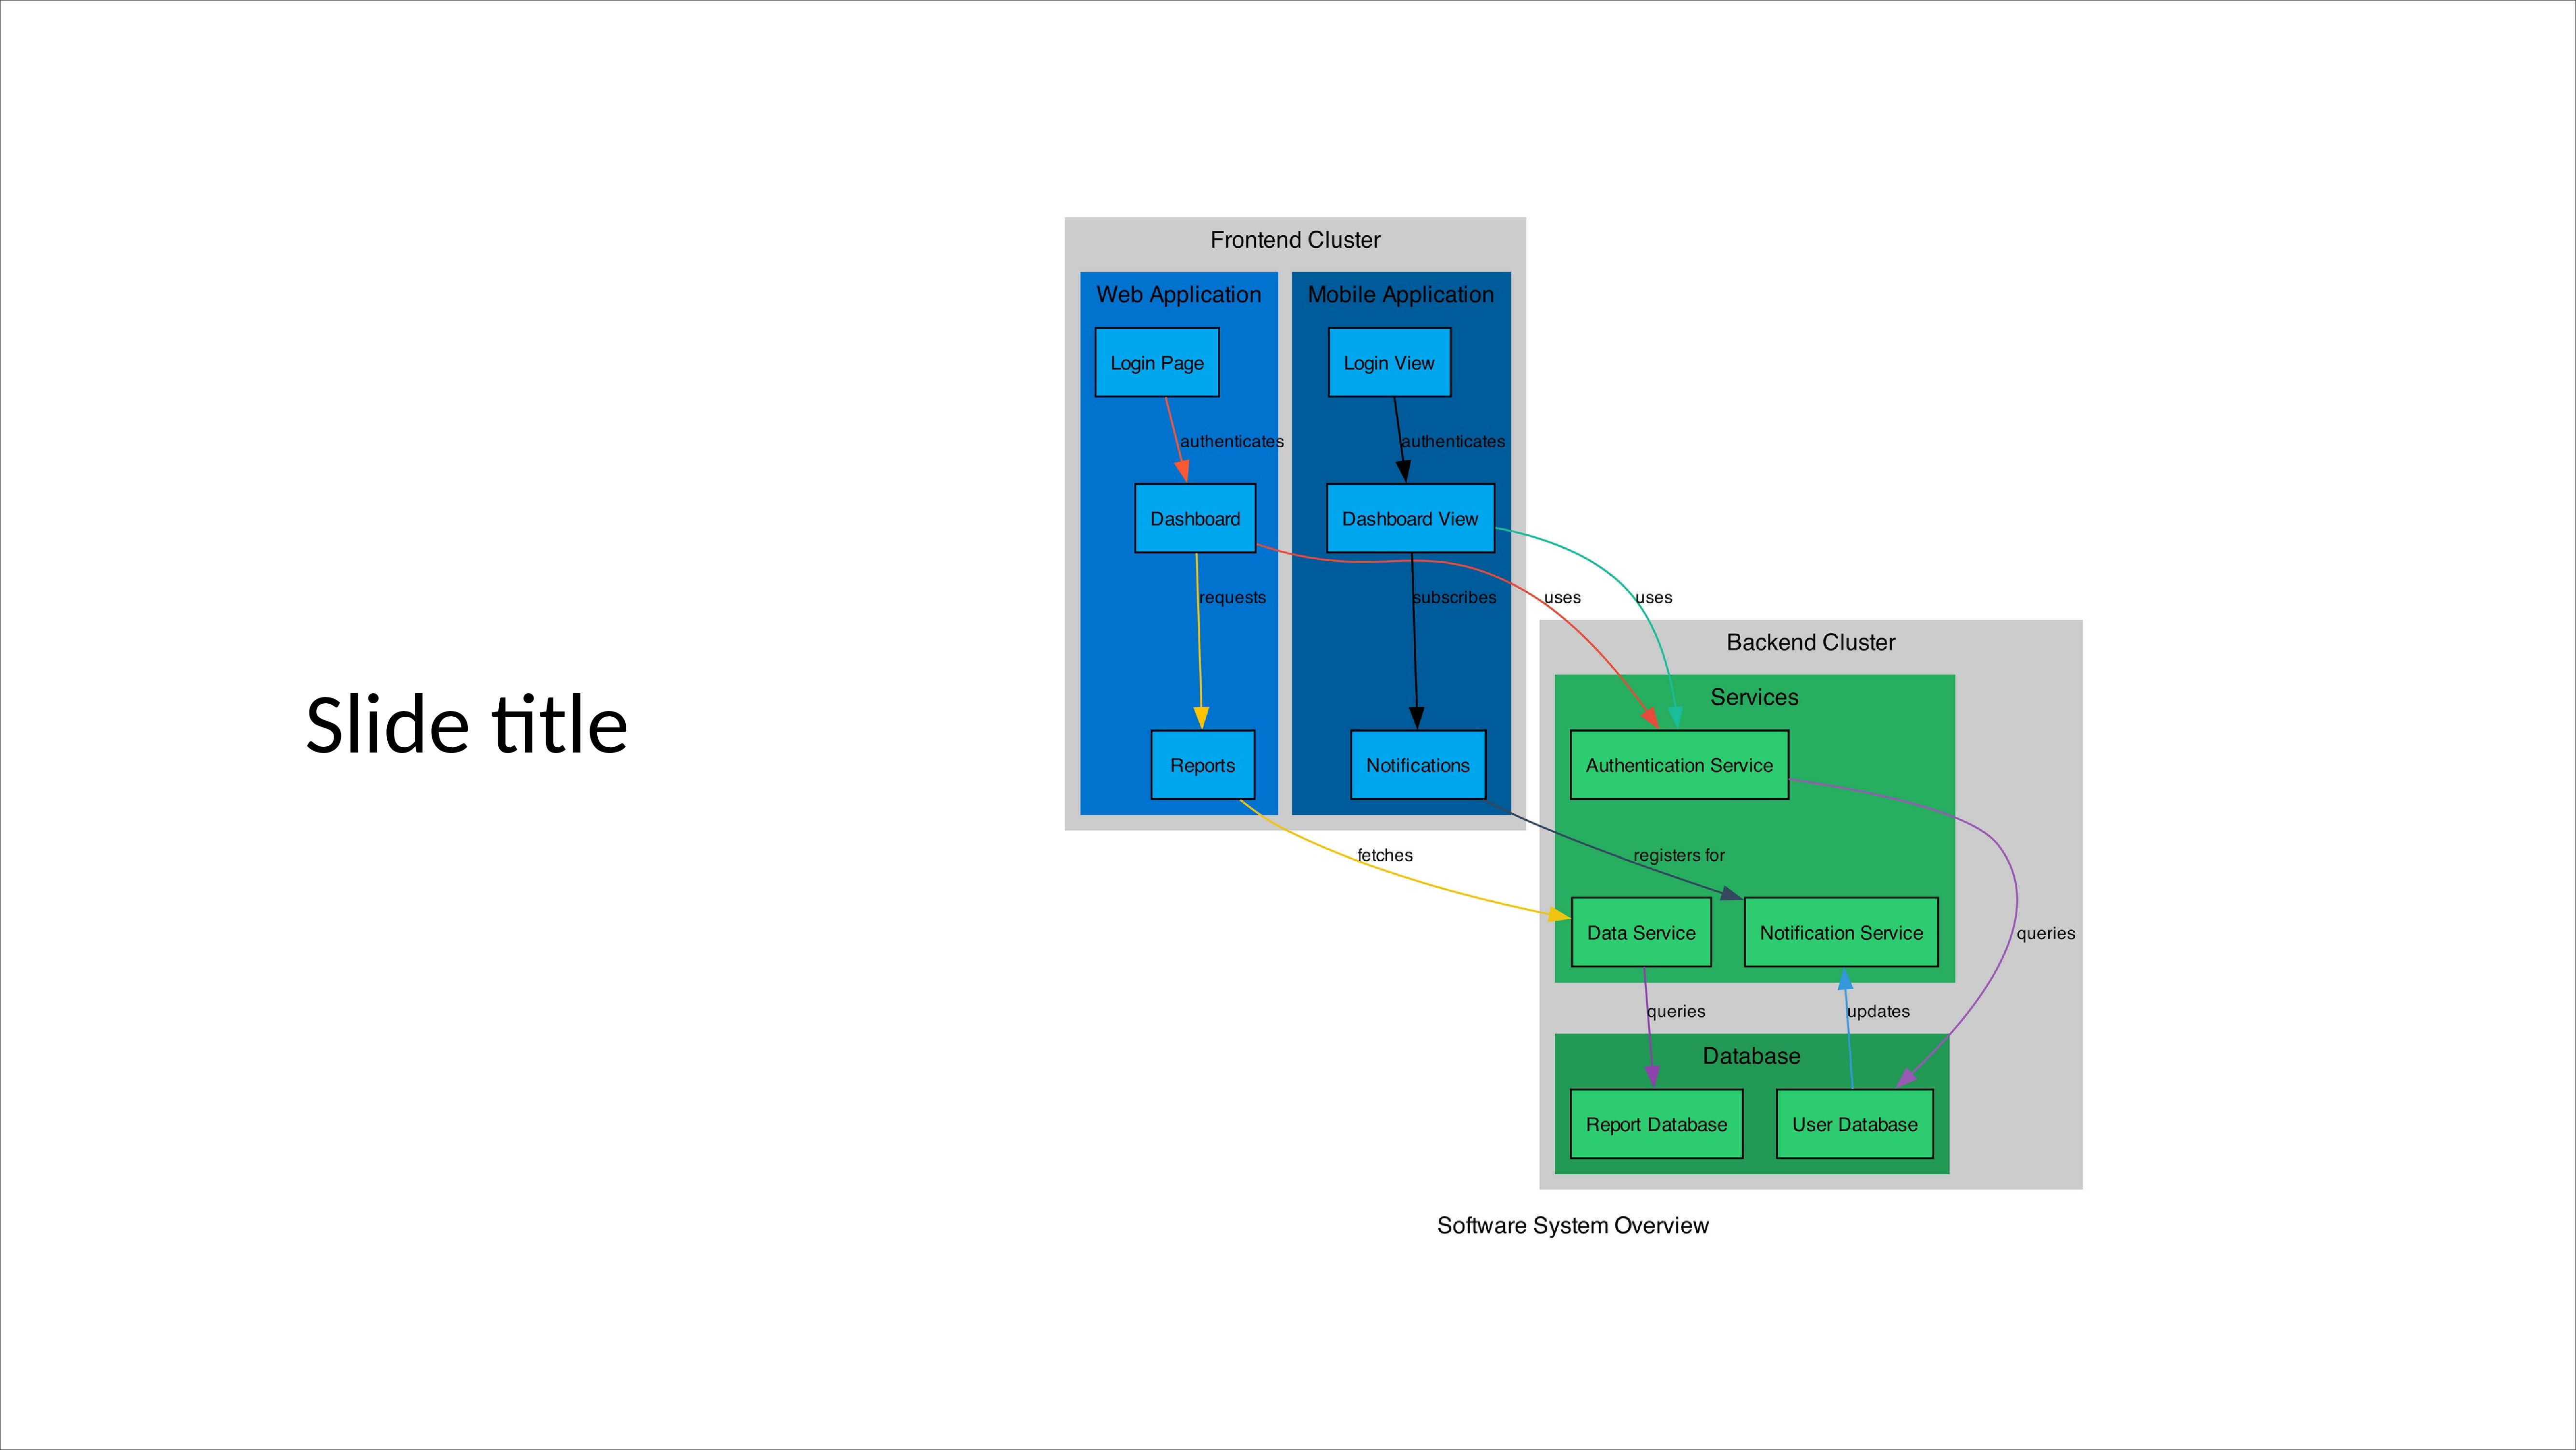 Slide title
Frontend Cluster
Web Application
Mobile Application
Login Page
Login View
authenticates
authenticates
Dashboard
Dashboard View
requests
subscribes
uses
uses
Backend Cluster
Services
Reports
Notifications
Authentication Service
fetches
registers for
Data Service
Notification Service
queries
queries
updates
Database
Report Database
User Database
Software System Overview